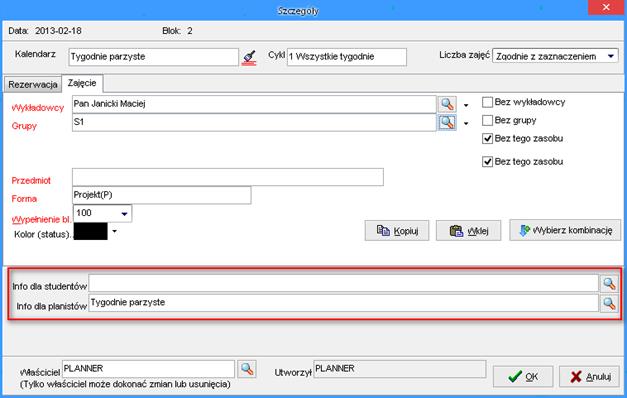 Szczegoly
Data: 2013-02-18 Blok: 2
Kalendarz Tygodnie parzyste Cykl 1 Wszystkie tygodnie Liczba zajęć Zgodnie z zaznaczeniem
Rezerwacja Zajęcie
Wykładowcy Pan Janicki Maciej Bez wykładowcy
Grupy S1 Bez grupy
Bez tego zasobu
Bez tego zasobu
Przedmiot
Forma Projekt(P)
Wypełnienie bl. 100
Kolor (status). Kopiuj Wklej Wybierz kombinację
Info dla studentów
Info dla planistów Tygodnie parzyste
Właściciel PLANNER Utworzył PLANNER OK Anuluj
(Tylko właściciel może dokonać zmian lub usunięcia)